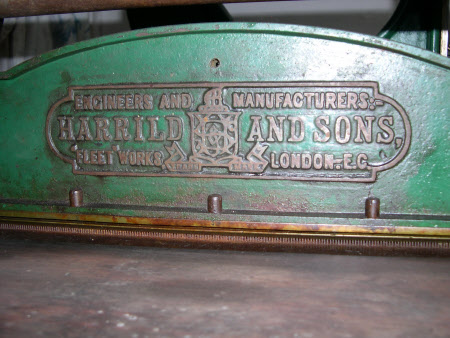 ENGINEERS AND MANUFACTURERS:-
HARRILD AND SONS,
"FLEET WORKS" LONDON. E.C.